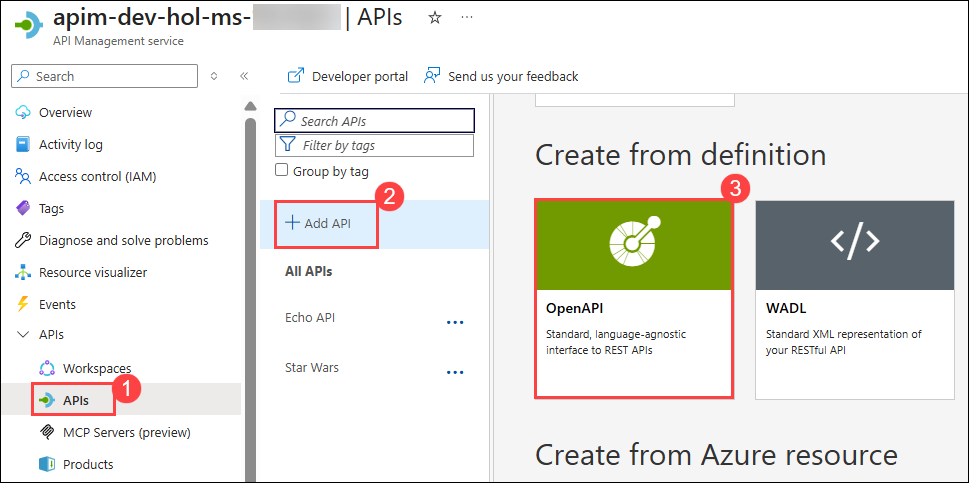 apim-dev-hol-ms- | APIs
API Management service
Search
Overview
Activity log
Access control (IAM)
Tags
Diagnose and solve problems
Resource visualizer
Events
APIs
Workspaces
1
APIs
MCP Servers (preview)
Products
Developer portal
Send us your feedback
Search APIs
Filter by tags
Group by tag
2
Add API
All APIs
Echo API
Star Wars
Create from definition
3
OpenAPI
Standard, language-agnostic
interface to REST APIs
</>
WADL
Standard XML representation of
your RESTful API
Create from Azure resource